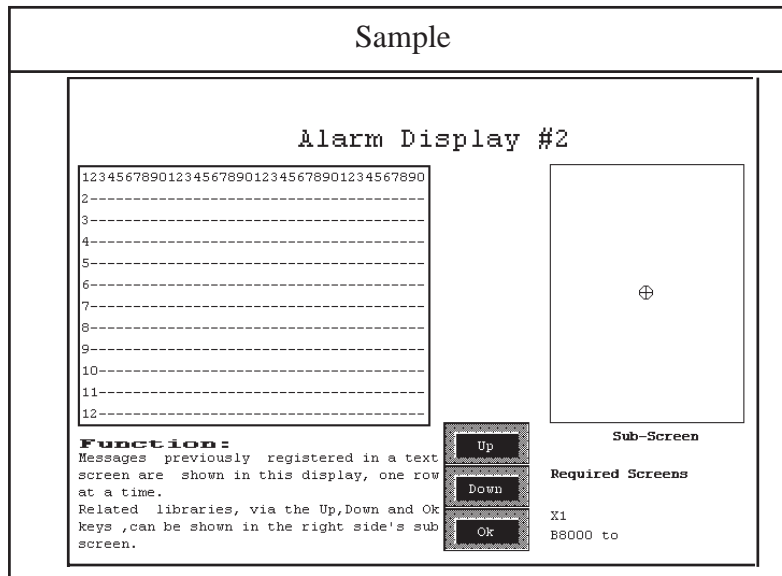 Sample
Alarm Display #2
1234567890123456789012345678901234567890
2---------------------------------------
3---------------------------------------
4---------------------------------------
5---------------------------------------
6---------------------------------------
7---------------------------------------
8---------------------------------------
9---------------------------------------
10--------------------------------------
11--------------------------------------
12--------------------------------------
Function:
Messages previously registered in a text
screen are shown in this display, one row
at a time.
Related libraries, via the Up,Down and Ok
keys ,can be shown in the right side's sub
screen.
Up
Down
Ok
Sub-Screen
Required Screens
X1
B8000 to